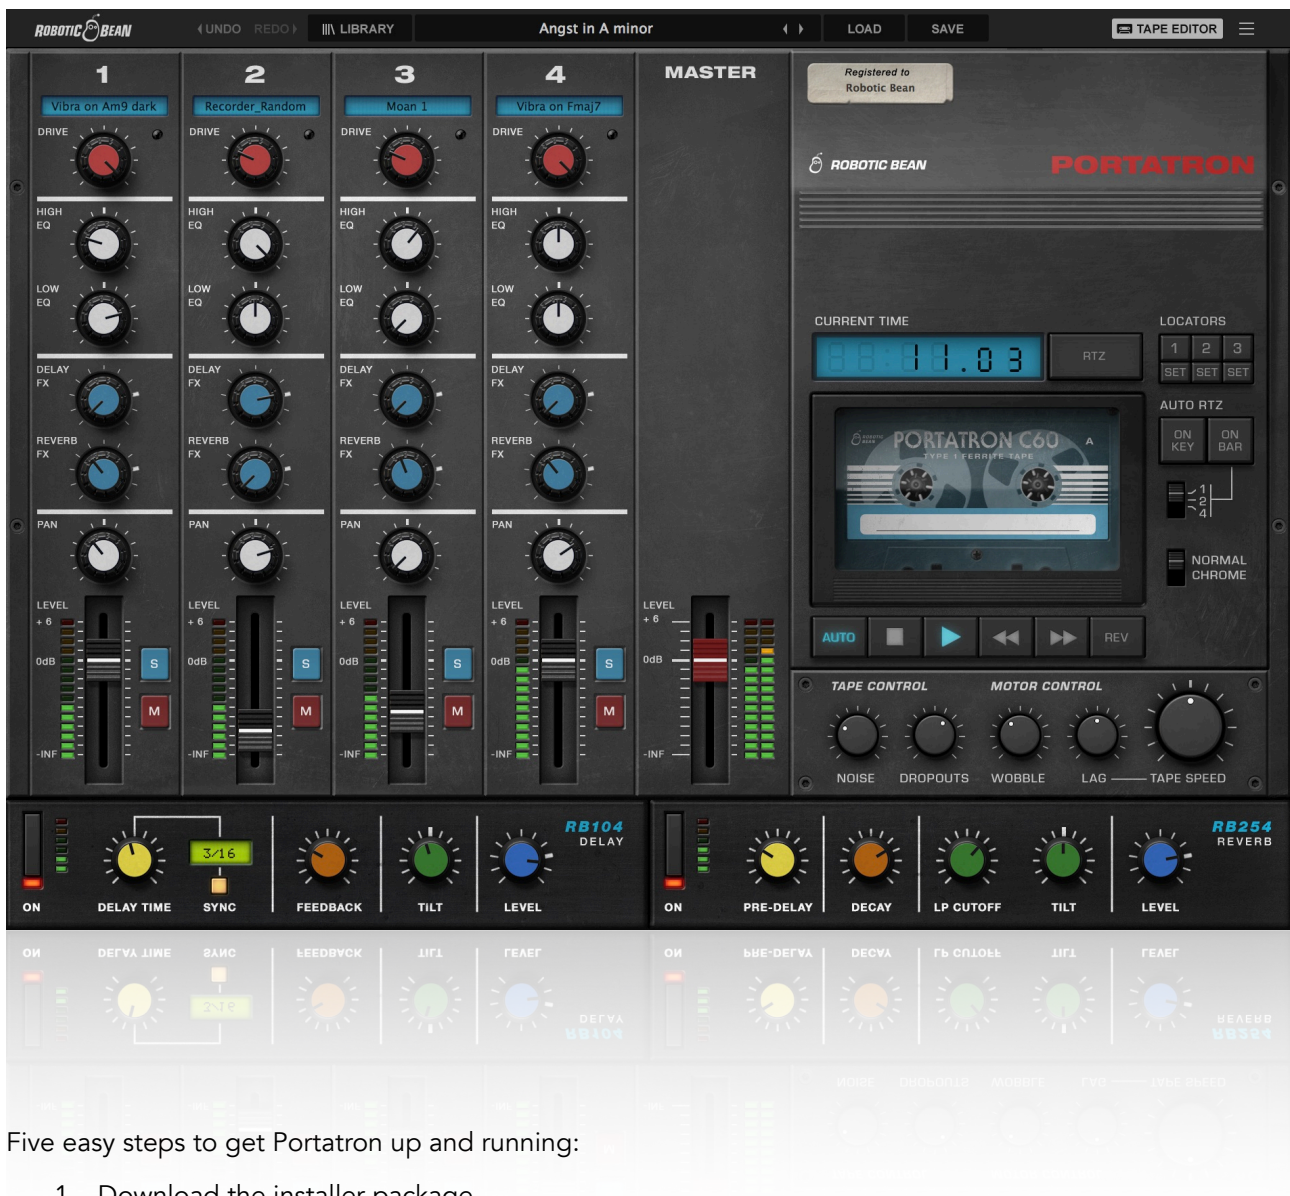 ROBOTIC BEAN
UNDO REDO LIBRARY Angst in A minor LOAD SAVE TAPE EDITOR
1 2 3 4 MASTER
Registered to
Robotic Bean
Vibra on Am9 dark Recorder_Random Moan 1 Vibra on Fmaj7
DRIVE DRIVE DRIVE DRIVE
ROBOTIC BEAN PORTATRON
HIGH EQ HIGH EQ HIGH EQ HIGH EQ
LOW EQ LOW EQ LOW EQ LOW EQ
CURRENT TIME LOCATORS
11.03 RTZ 1 2 3
SET SET SET
DELAY FX DELAY FX DELAY FX DELAY FX
AUTO RTZ
ON KEY ON BAR
PORTATRON C60 A
TYPE 1 FERRITE TAPE
REVERB FX REVERB FX REVERB FX REVERB FX
1
2
4
PAN PAN PAN PAN
NORMAL
CHROME
LEVEL LEVEL LEVEL LEVEL LEVEL
+ 6 + 6 + 6 + 6 + 6
AUTO REV
0dB S 0dB S 0dB S 0dB S 0dB
M M M M
-INF -INF -INF -INF -INF
TAPE CONTROL MOTOR CONTROL
NOISE DROPOUTS WOBBLE LAG TAPE SPEED
RB104
DELAY
3/16
ON DELAY TIME SYNC FEEDBACK TILT LEVEL
RB254
REVERB
ON PRE-DELAY DECAY LP CUTOFF TILT LEVEL
Five easy steps to get Portatron up and running:
1. Download the installer package